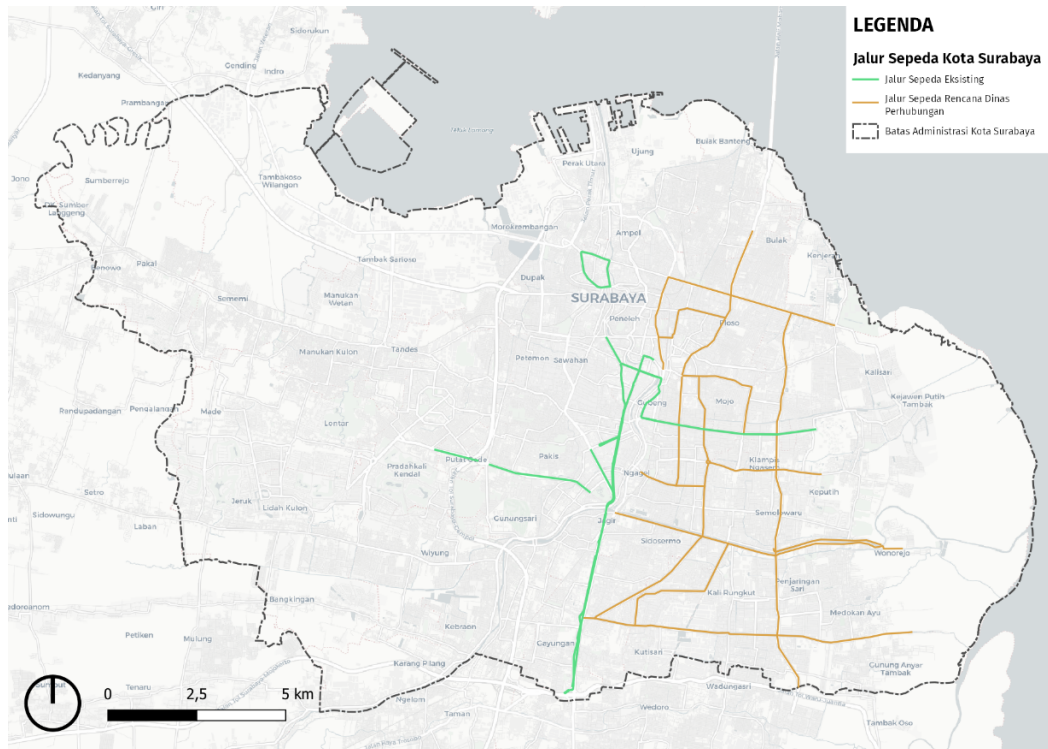 LEGENDA
Jalur Sepeda Kota Surabaya
Jalur Sepeda Eksisting
Jalur Sepeda Rencana Dinas
Perhubungan
Batas Administrasi Kota Surabaya
Sidorukun
Gending
Indro
Kedanyang
Prambangan
Jono
Sumberrejo
Tambakoso
Wilangon
Perak Utara
Ujung
Bulak Banteng
Morokrembangan
Ampel
Bulak
Kenjeran
Pakal
Tambak Sarioso
Dupak
Sememi
Manukan
Wetan
SURABAYA
Peneleh
Ploso
Manukan Kulon
Tandes
Petemon
Sawahan
Kalisari
Kejawen Putih
Tambak
Gubeng
Mojo
Randupadangan
Pengalangan
Made
Lontar
Pradahkali
Kendal
Putat Gede
Pakis
Ngagel
Klampis
Ngasem
Keputih
Setro
Sidowungu
Laban
Jeruk
Lidah Kulon
Gunungsari
Jagir
Semolowaru
Sidosermo
Wonorejo
Wiyung
Penjaringan
Sari
Kali Rungkut
Medokan Ayu
Bangkingan
Kebraon
Gayungan
Kutisari
Petiken
Mulung
Karang Pilang
Gunung Anyar
Tambak
Wadungasri
Tenaru
Ngelom
Taman
Wedoro
Tambak Oso
0
2,5
5 km